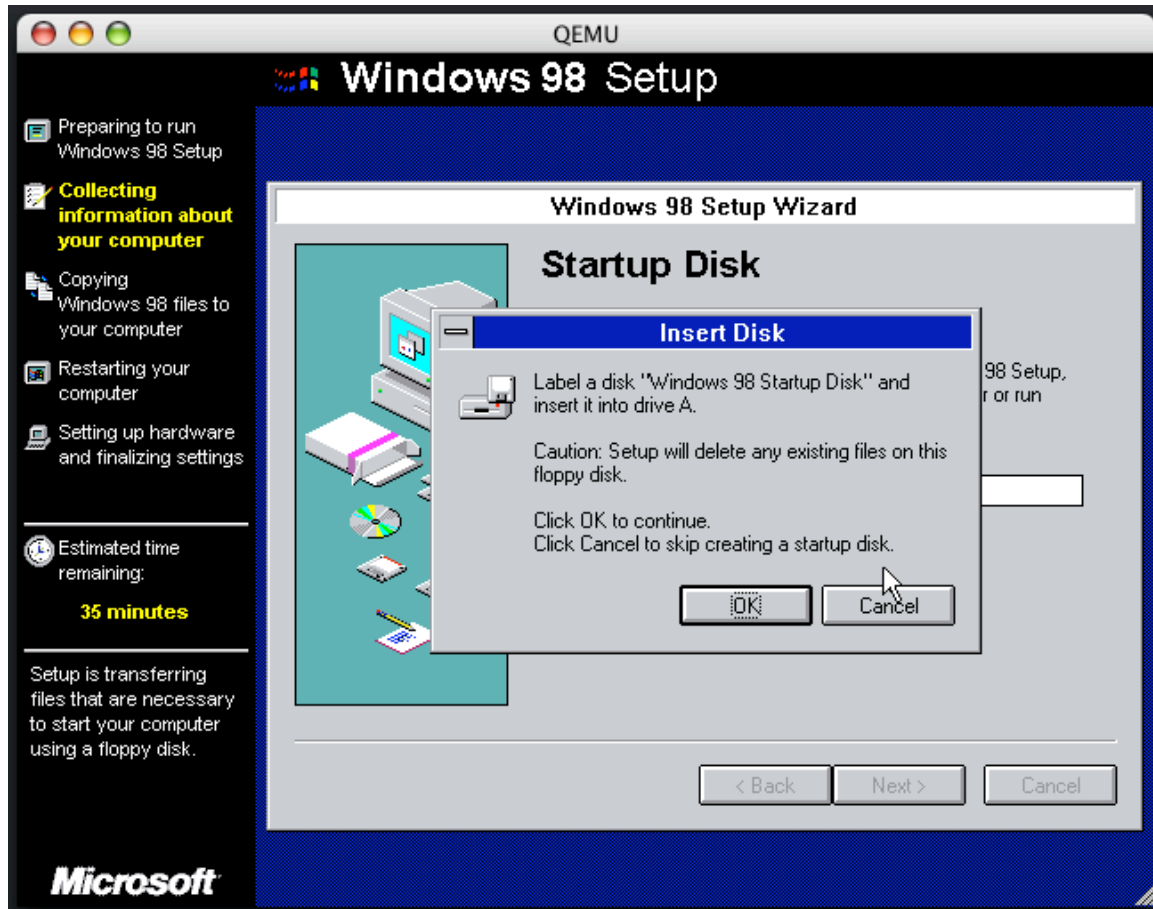 QEMU
Windows 98 Setup
Preparing to run
Windows 98 Setup
Collecting
information about
your computer
Copying
Windows 98 files to
your computer
Restarting your
computer
Setting up hardware
and finalizing settings
Estimated time
remaining:
35 minutes
Setup is transferring
files that are necessary
to start your computer
using a floppy disk.
Microsoft
Windows 98 Setup Wizard
Startup Disk
98 Setup,
r or run
Insert Disk
Label a disk "Windows 98 Startup Disk" and
insert it into drive A.
Caution: Setup will delete any existing files on this
floppy disk.
Click OK to continue.
Click Cancel to skip creating a startup disk.
OK
Cancel
< Back
Next >
Cancel